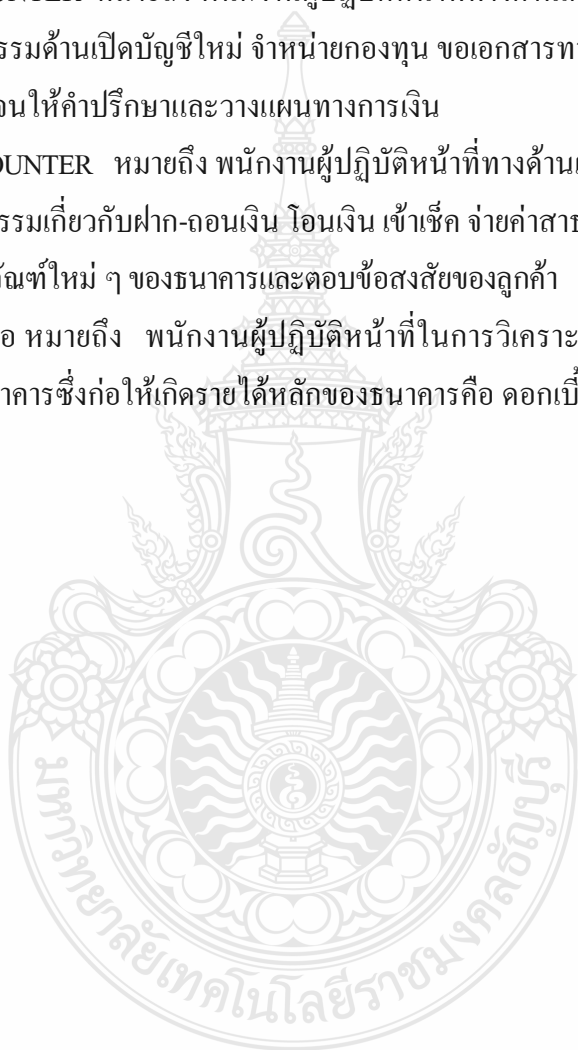 รรมด้านเปิดบัญชีใหม่ จำหน่ายกองทุน ขอเอกสารทา
จนให้คำปรึกษาและวางแผนทางการเงิน
OUNTER หมายถึง พนักงานผู้ปฏิบัติหน้าที่ทางด้านเ
รรมเกี่ยวกับฝาก-ถอนเงิน โอนเงิน เข้าเช็ค จ่ายค่าสาธ
ัณฑ์ใหม่ ๆ ของธนาคารและตอบข้อสงสัยของลูกค้า
อ หมายถึง พนักงานผู้ปฏิบัติหน้าที่ในการวิเคราะ
าคารซึ่งก่อให้เกิดรายได้หลักของธนาคารคือ ดอกเบี้
มหาวิทยาลัยเทคโนโลยีราชมงคลธัญบุรี